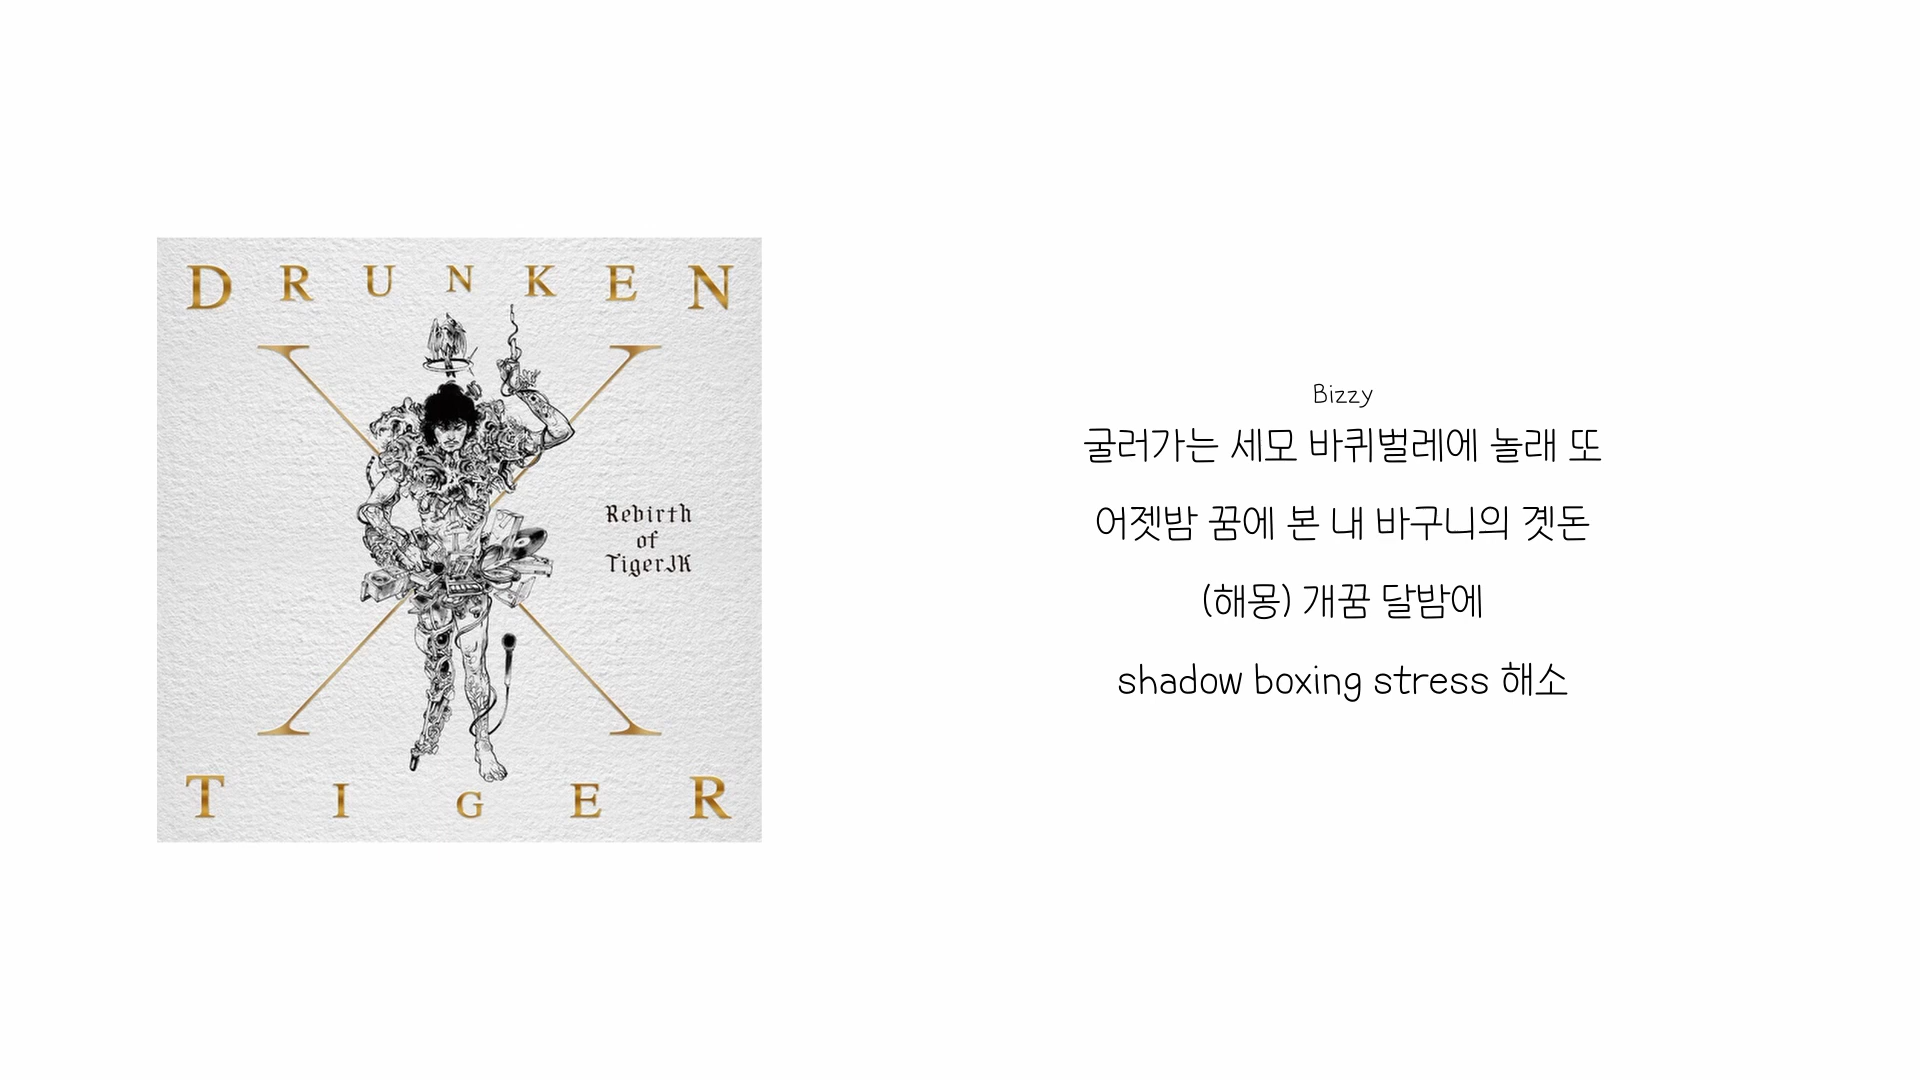 DRUNKEN
Rebirth
of
TigerJK
TIGER
Bizzy
굴러가는 세모 바퀴벌레에 놀래 또
어젯밤 꿈에 본 내 바구니의 곗돈
(해몽) 개꿈 달밤에
shadow boxing stress 해소